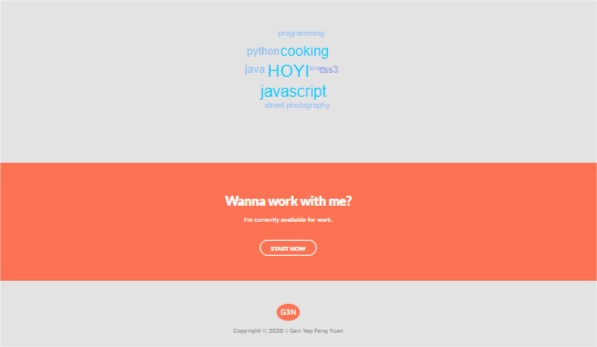 programming
python cooking
java HOYI css3
javascript
street photography
Wanna work with me?
I'm currently available for work.
START NOW
G3N
Copyright © 2020 | Gen Yap Feng Yuan